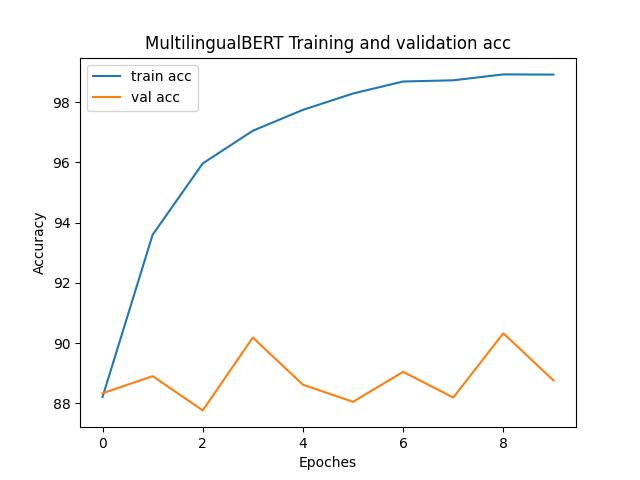 MultilingualBERT Training and validation acc
train acc
val acc
Accuracy
98
96
94
92
90
88
0 2 4 6 8
Epoches